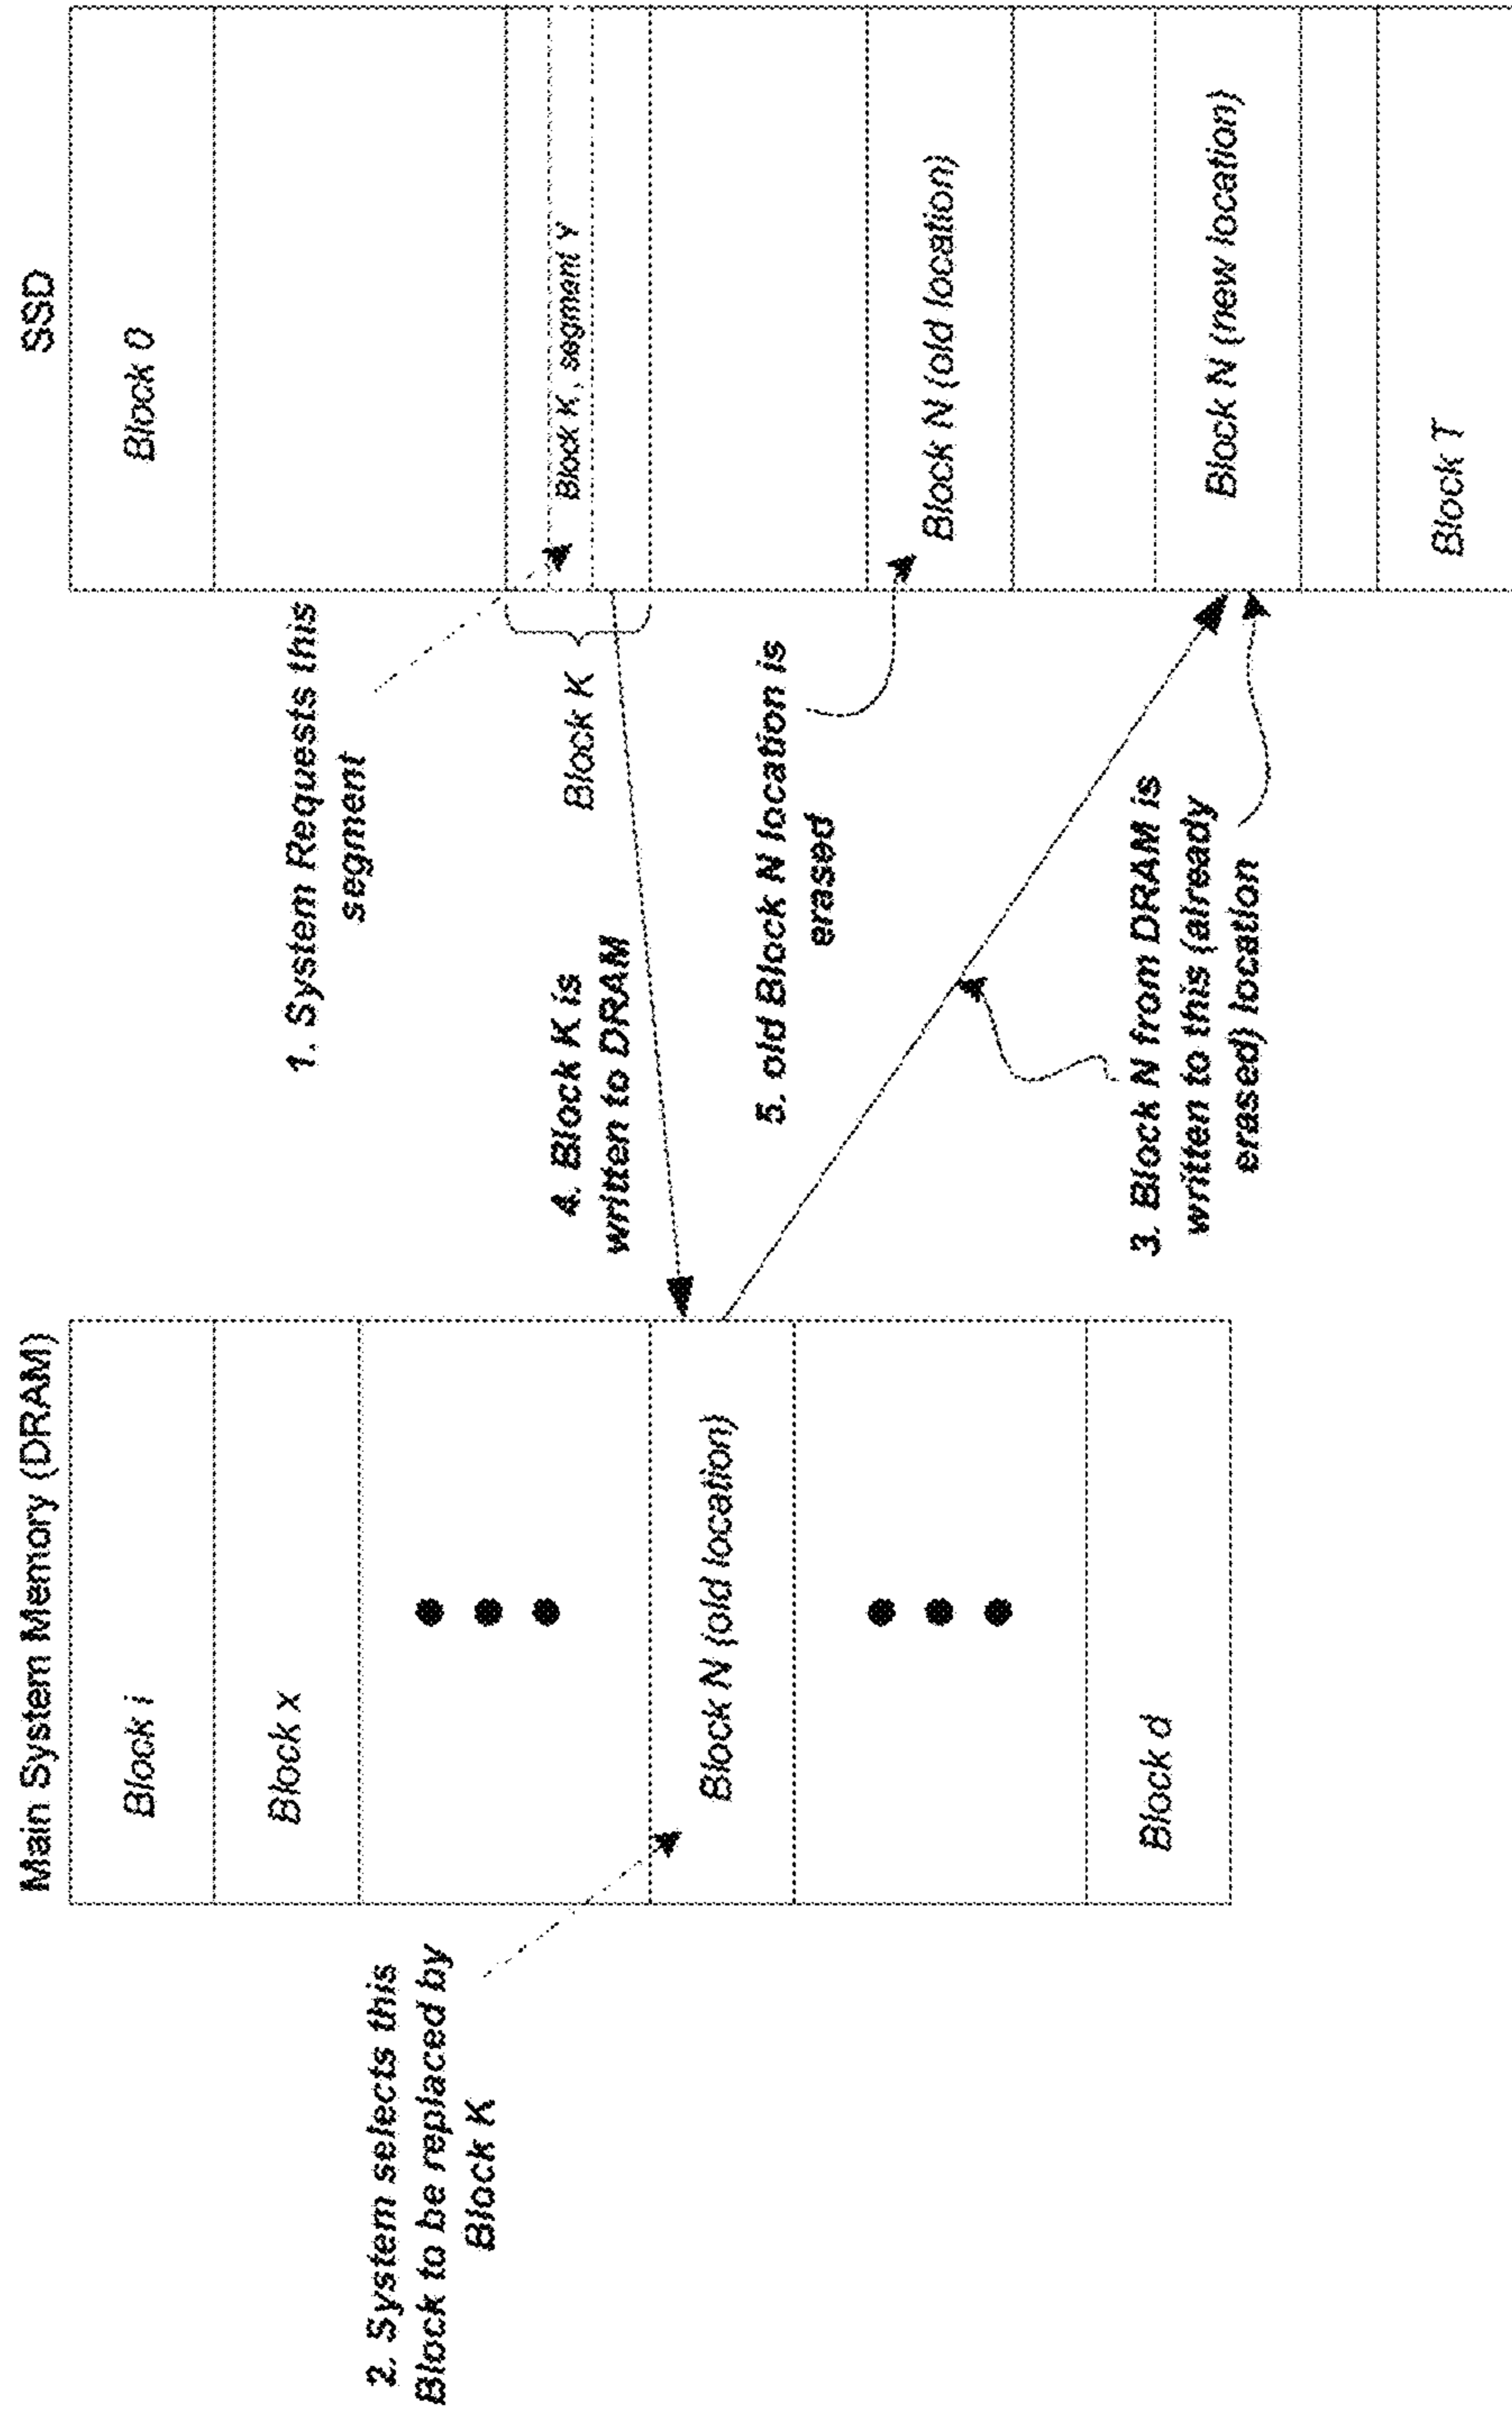 Main System Memory (DRAM)
Block i
Block x
Block N (old location)
Block d
2. System selects this
Block to be replaced by
Block K
SSD
Block 0
Block K, segment Y
Block N (old location)
Block N (new location)
Block T
1. System Requests this
segment
Block K
4. Block K is
written to DRAM
5. old Block N location is
erased
3. Block N from DRAM is
written to this (already
erased) location